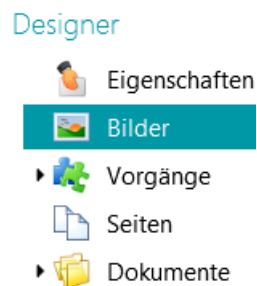 Designer
Eigenschaften
Bilder
Vorgänge
Seiten
Dokumente